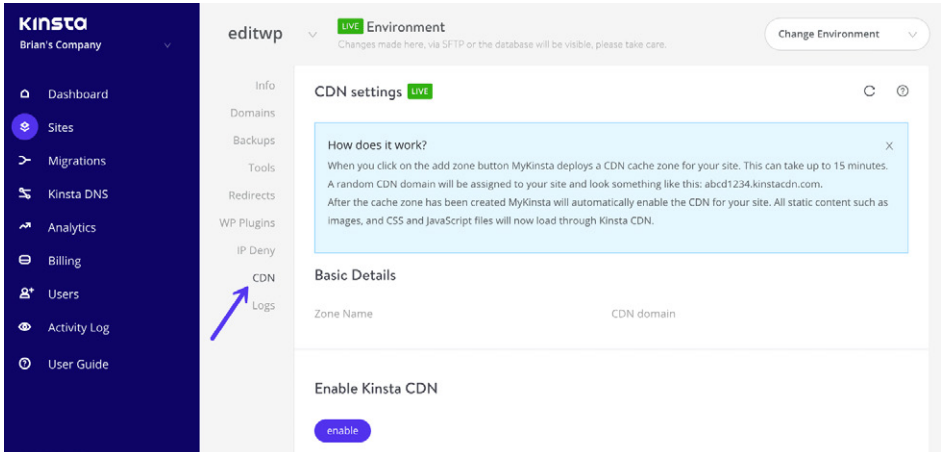 KINSTA
Brian's Company
Dashboard
Sites
Migrations
Kinsta DNS
Analytics
Billing
Users
Activity Log
User Guide
editwp
LIVE Environment
Changes made here, via SFTP or the database will be visible, please take care.
Change Environment
Info
Domains
Backups
Tools
Redirects
WP Plugins
IP Deny
CDN
Logs
CDN settings LIVE
How does it work?
When you click on the add zone button MyKinsta deploys a CDN cache zone for your site. This can take up to 15 minutes.
A random CDN domain will be assigned to your site and look something like this: abcd1234.kinstacdn.com.
After the cache zone has been created MyKinsta will automatically enable the CDN for your site. All static content such as
images, and CSS and JavaScript files will now load through Kinsta CDN.
Basic Details
Zone Name
CDN domain
Enable Kinsta CDN
enable